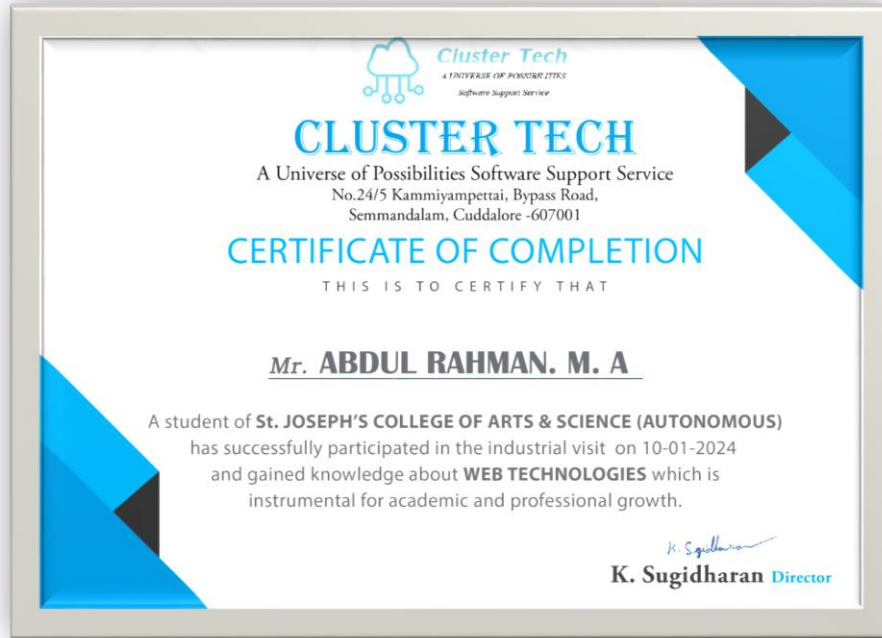 Cluster Tech
A UNIVERSE OF POSSIBILITIES
Software Support Service
CLUSTER TECH
A Universe of Possibilities Software Support Service
No.24/5 Kammiyampettai, Bypass Road,
Semmandalam, Cuddalore -607001
CERTIFICATE OF COMPLETION
THIS IS TO CERTIFY THAT
Mr. ABDUL RAHMAN. M. A
A student of St. JOSEPH'S COLLEGE OF ARTS & SCIENCE (AUTONOMOUS)
has successfully participated in the industrial visit on 10-01-2024
and gained knowledge about WEB TECHNOLOGIES which is
instrumental for academic and professional growth.
K. Sugidharan Director